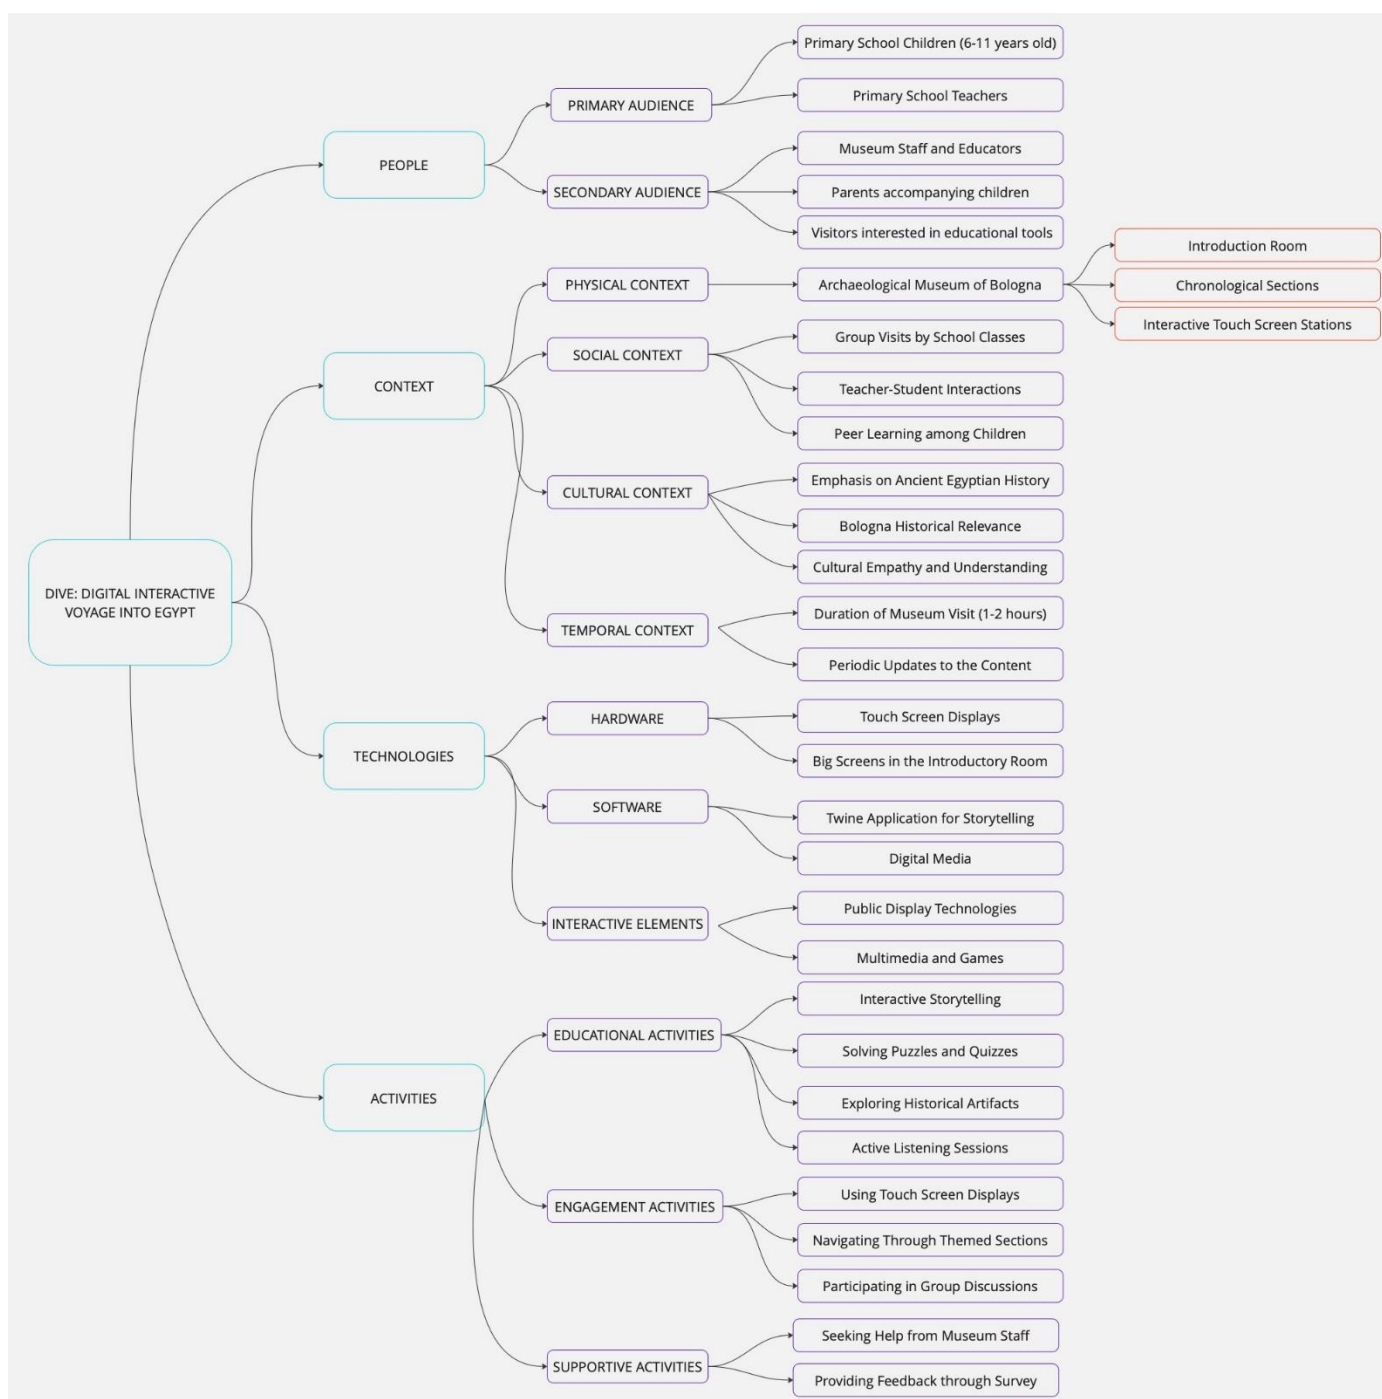 DIVE: DIGITAL INTERACTIVE
VOYAGE INTO EGYPT
PEOPLE
PRIMARY AUDIENCE
Primary School Children (6-11 years old)
Primary School Teachers
SECONDARY AUDIENCE
Museum Staff and Educators
Parents accompanying children
Visitors interested in educational tools
CONTEXT
PHYSICAL CONTEXT
Archaeological Museum of Bologna
Introduction Room
Chronological Sections
Interactive Touch Screen Stations
SOCIAL CONTEXT
Group Visits by School Classes
Teacher-Student Interactions
Peer Learning among Children
CULTURAL CONTEXT
Emphasis on Ancient Egyptian History
Bologna Historical Relevance
Cultural Empathy and Understanding
TEMPORAL CONTEXT
Duration of Museum Visit (1-2 hours)
Periodic Updates to the Content
TECHNOLOGIES
HARDWARE
Touch Screen Displays
Big Screens in the Introductory Room
SOFTWARE
Twine Application for Storytelling
Digital Media
INTERACTIVE ELEMENTS
Public Display Technologies
Multimedia and Games
ACTIVITIES
EDUCATIONAL ACTIVITIES
Interactive Storytelling
Solving Puzzles and Quizzes
Exploring Historical Artifacts
Active Listening Sessions
ENGAGEMENT ACTIVITIES
Using Touch Screen Displays
Navigating Through Themed Sections
Participating in Group Discussions
SUPPORTIVE ACTIVITIES
Seeking Help from Museum Staff
Providing Feedback through Survey